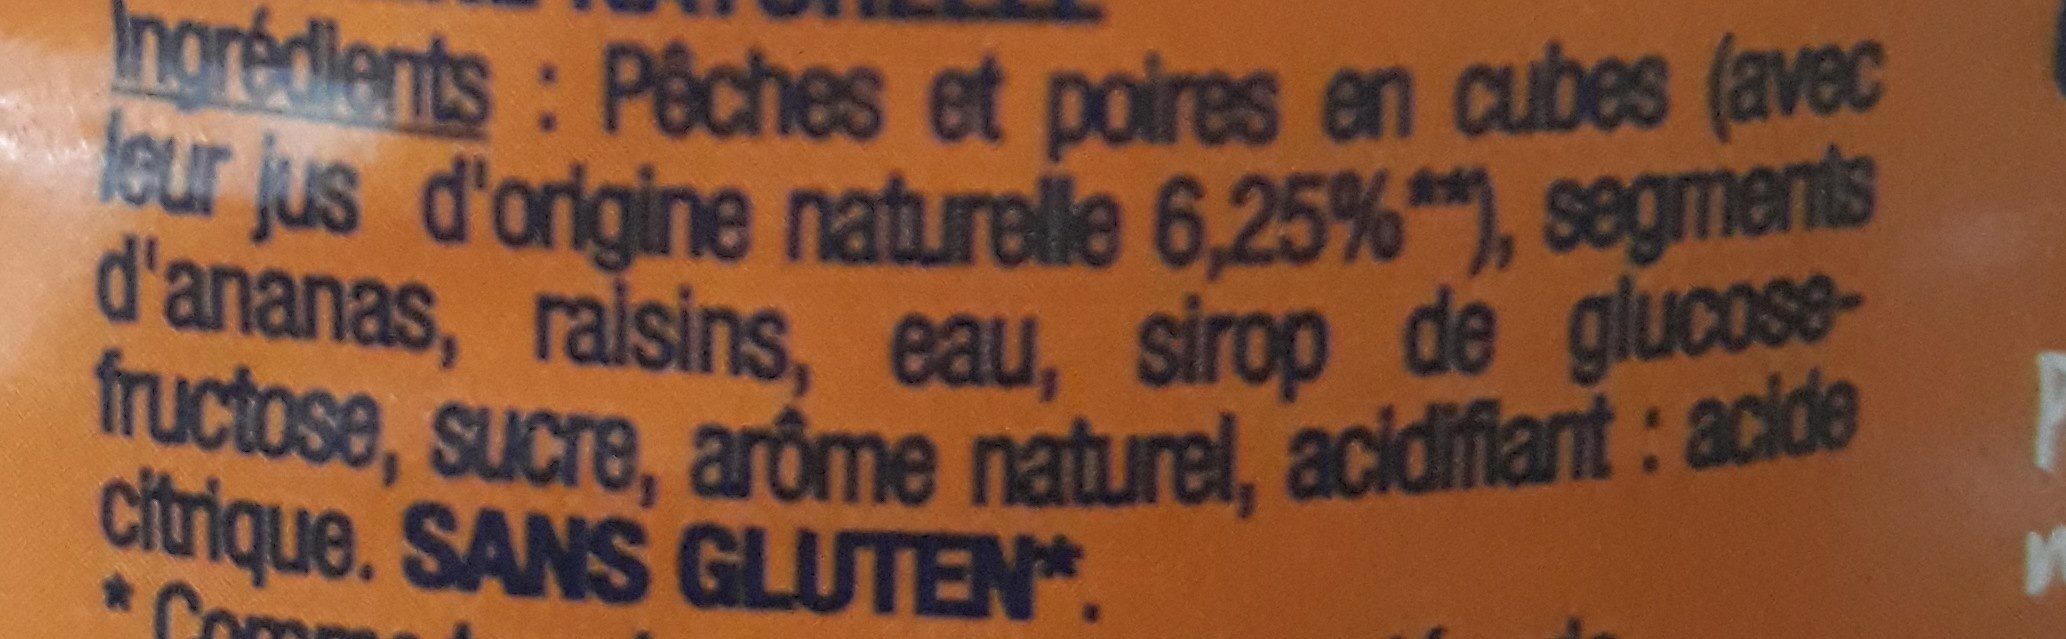 NATURELLE
Ingrédients : Pêches et poires en cubes (avec
leur jus d'origine naturelle 6,25%**), segments
d'ananas, raisins, eau, sirop de glucose-
fructose, sucre, arôme naturel, acidifiant : acide
citrique. SANS GLUTEN*.
*